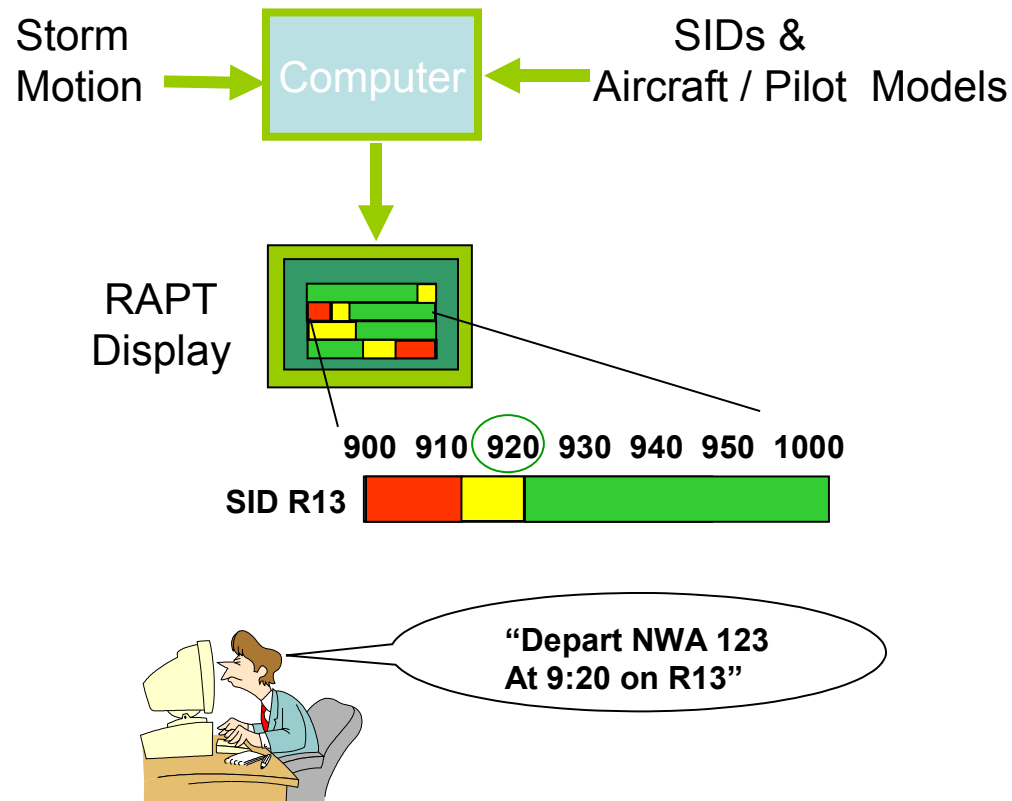 Storm
Motion
Computer
SIDs &
Aircraft / Pilot Models
RAPT
Display
900 910 920 930 940 950 1000
SID R13
“Depart NWA 123
At 9:20 on R13”